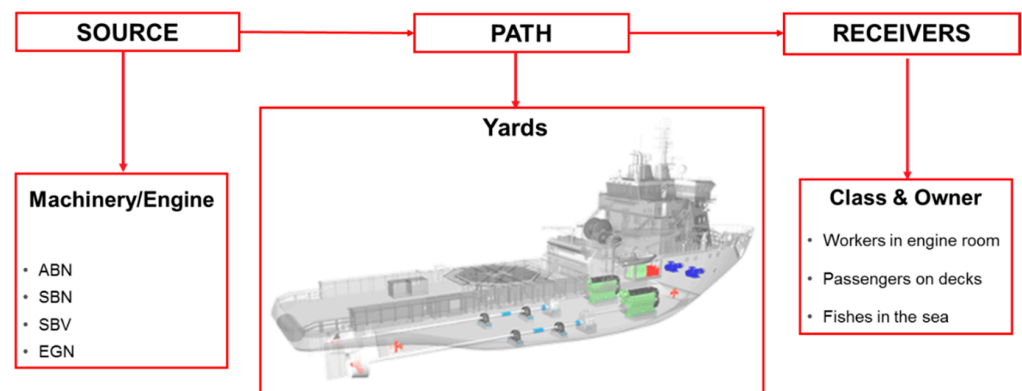 SOURCE
PATH
RECEIVERS
Yards
Machinery/Engine
• ABN
• SBN
• SBV
• EGN
Class & Owner
• Workers in engine room
• Passengers on decks
• Fishes in the sea